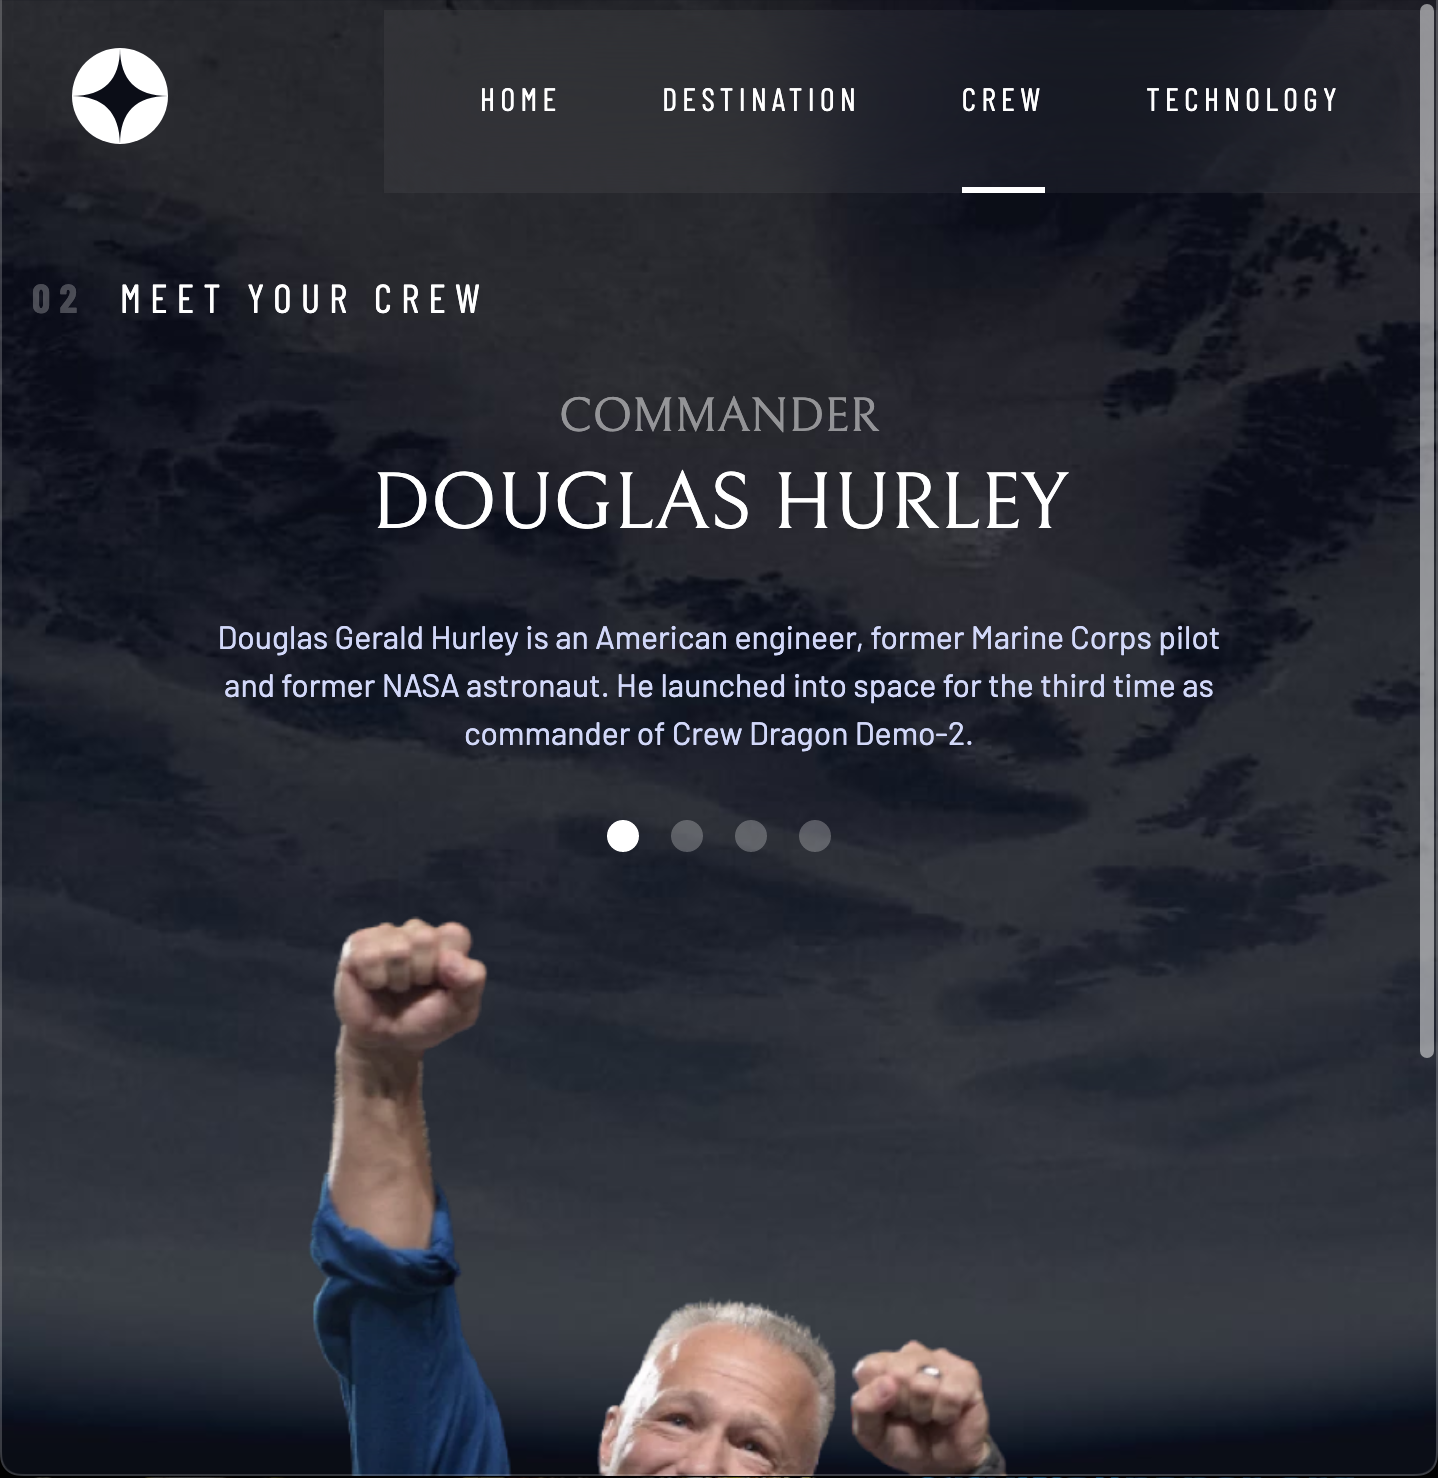 HOME DESTINATION CREW TECHNOLOGY
02 MEET YOUR CREW
COMMANDER
DOUGLAS HURLEY
Douglas Gerald Hurley is an American engineer, former Marine Corps pilot
and former NASA astronaut. He launched into space for the third time as
commander of Crew Dragon Demo-2.